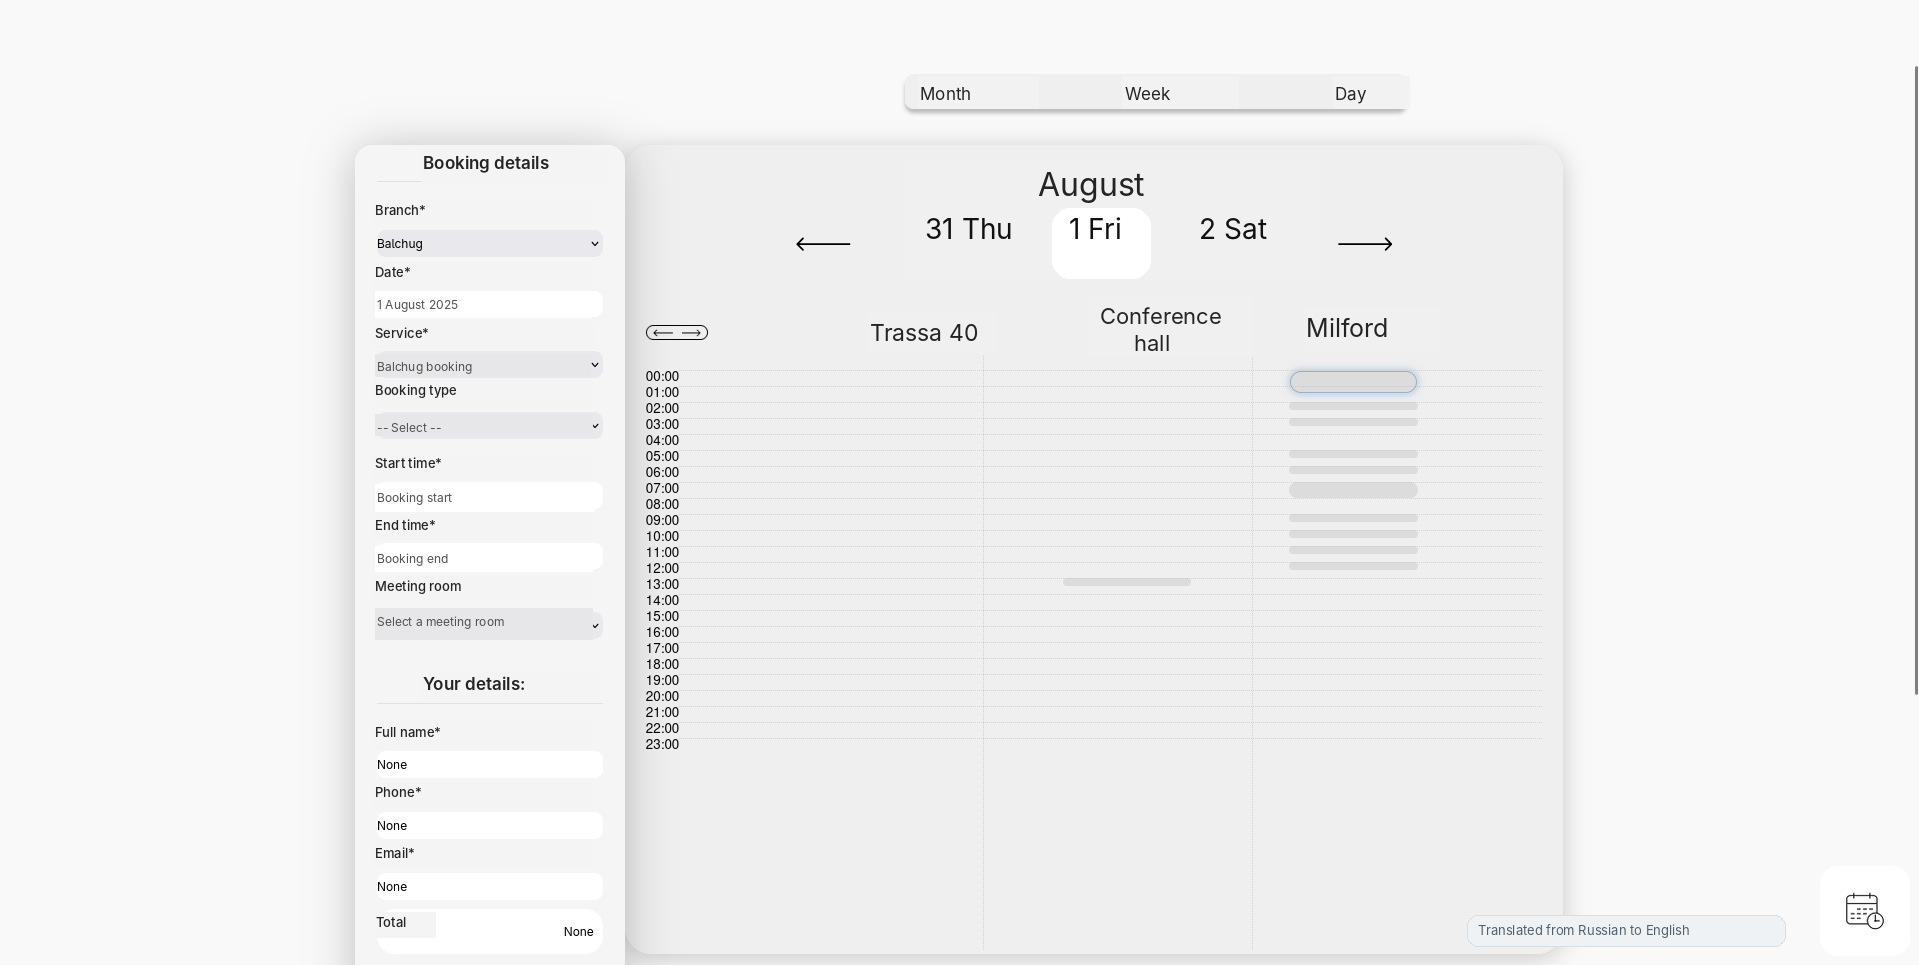 Month
Week
Day
Booking details
Branch*
Balchug
Date*
1 August 2025
Service*
Balchug booking
Booking type
-- Select --
Start time*
Booking start
End time*
Booking end
Meeting room
Select a meeting room
Your details:
Full name*
None
Phone*
None
Email*
None
Total
None
August
31 Thu
1 Fri
2 Sat
Trassa 40
Conference
hall
Milford
00:00
01:00
02:00
03:00
04:00
05:00
06:00
07:00
08:00
09:00
10:00
11:00
12:00
13:00
14:00
15:00
16:00
17:00
18:00
19:00
20:00
21:00
22:00
23:00
Translated from Russian to English